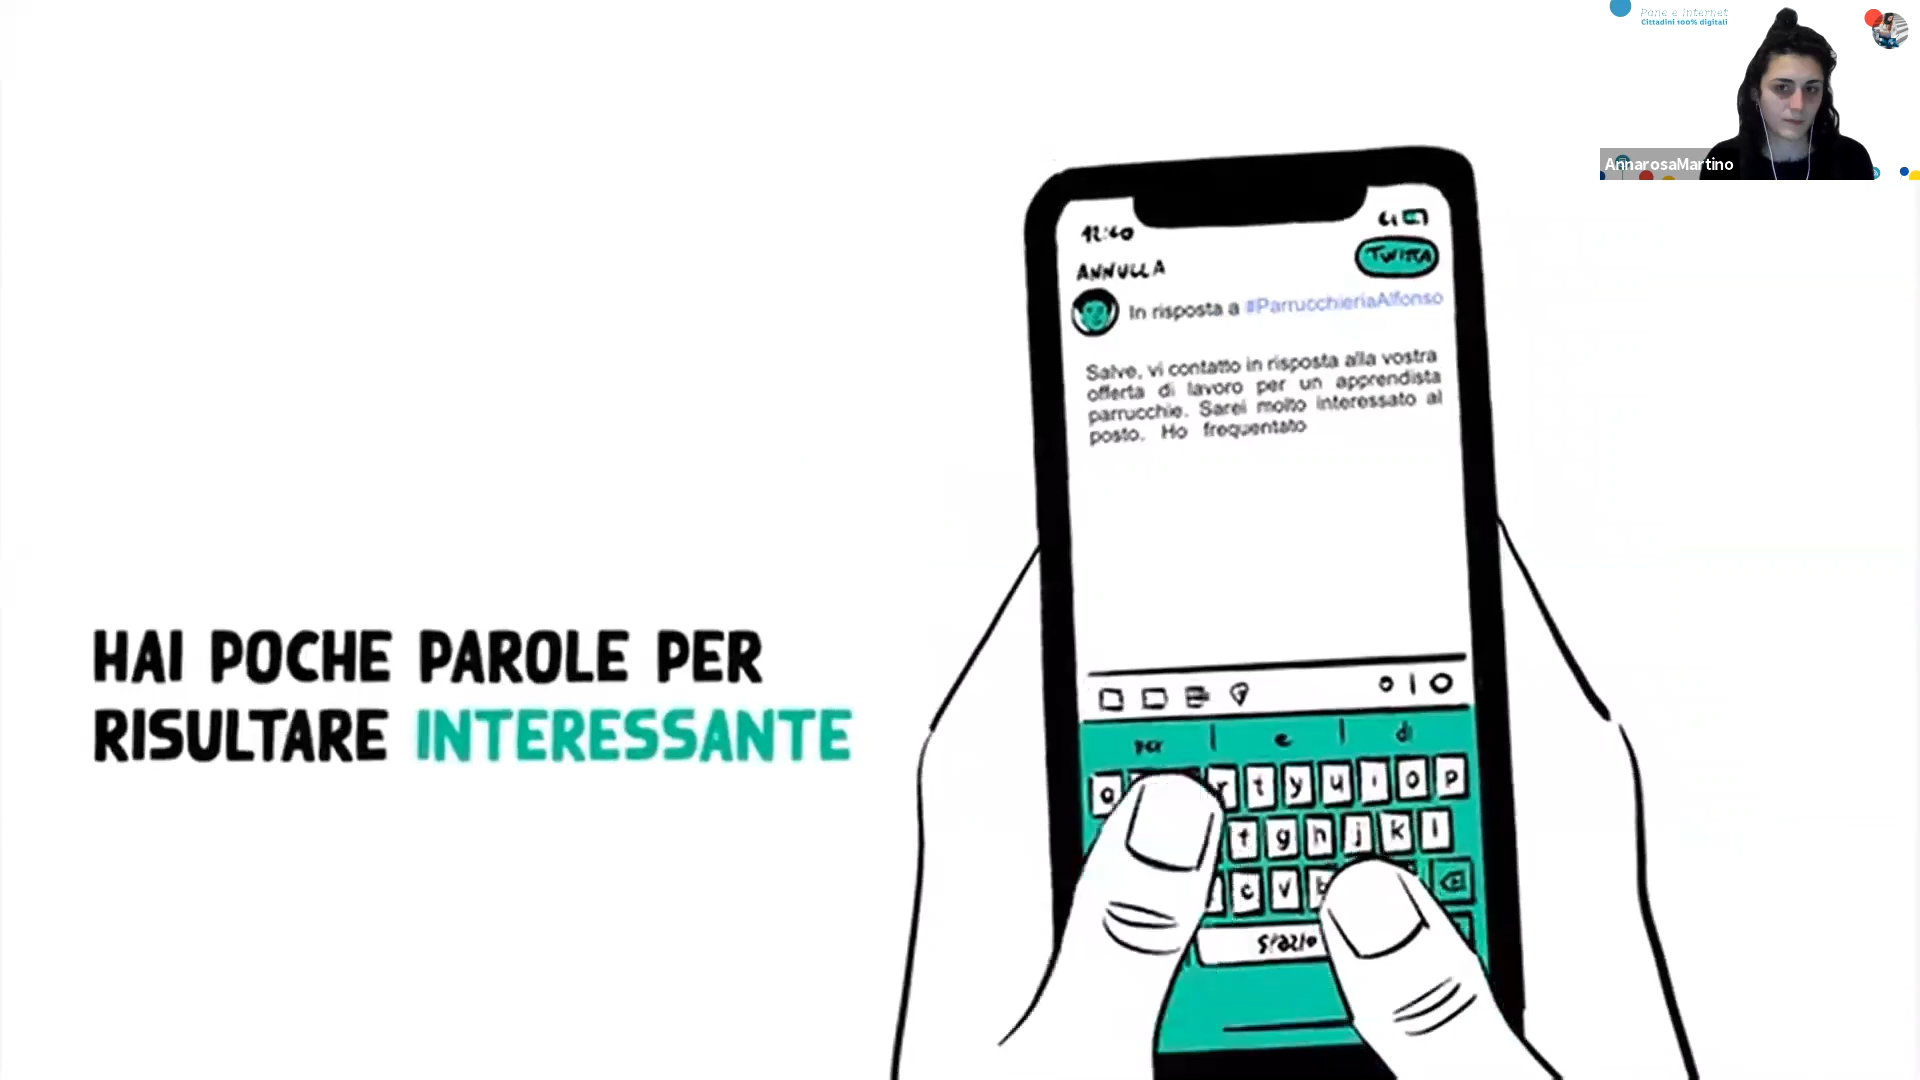 Pane e Internet
Cittadini 100% digitali
AnnarosaMartino
12:40
ANNULLA
TWITTA
In risposta a #ParrucchieriaAlfonso
Salve, vi contatto in risposta alla vostra
offerta di lavoro per un apprendista
parrucchie. Sarei molto interessato al
posto. Ho frequentato
HAI POCHE PAROLE PER
RISULTARE INTERESSANTE
per | e | di
q r t y u i o p
f g h j k l
c v b
spazio